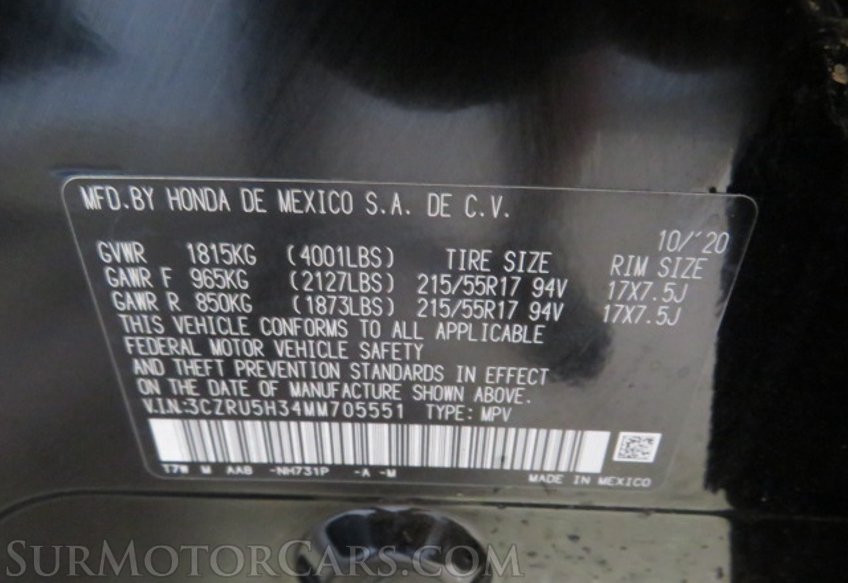 MFD.BY HONDA DE MEXICO S.A. DE C.V.
10/'20
GVWR 1815KG (4001LBS) TIRE SIZE RIM SIZE
GAWR F 965KG (2127LBS) 215/55R17 94V 17X7.5J
GAWR R 850KG (1873LBS) 215/55R17 94V 17X7.5J
THIS VEHICLE CONFORMS TO ALL APPLICABLE
FEDERAL MOTOR VEHICLE SAFETY
AND THEFT PREVENTION STANDARDS IN EFFECT
ON THE DATE OF MANUFACTURE SHOWN ABOVE.
V.I.N:3CZRU5H34MM705551 TYPE: MPV
T7W M AAB -NH731P -A -M
MADE IN MEXICO
SURMOTORCARS.COM